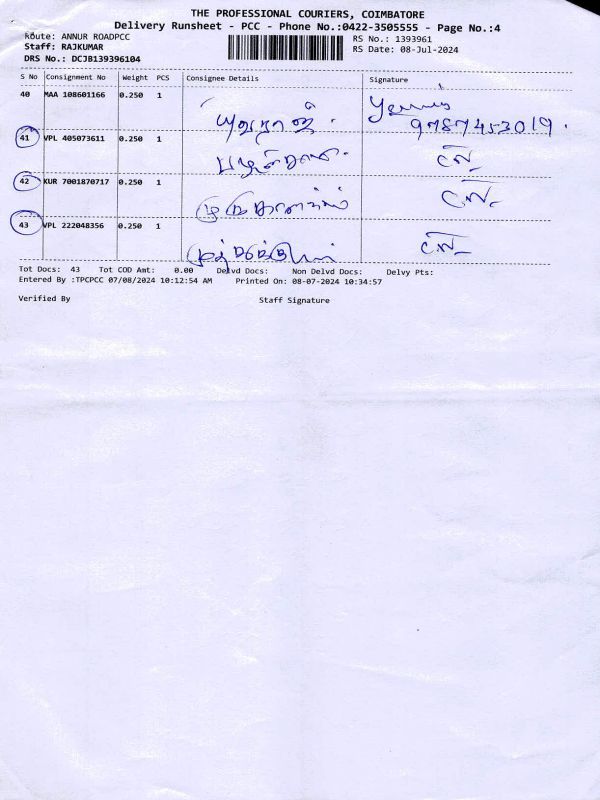 THE PROFESSIONAL COURIERS, COIMBATORE
Delivery Runsheet - PCC - Phone No.:0422-3505555 - Page No.:4
Route: ANNUR ROADPCC
RS No.: 1393961
Staff: RAJKUMAR
RS Date: 08-Jul-2024
DRS No.: DCJB139396104
S No Consignment No Weight PCS Consignee Details Signature
40 MAA 108601166 0.250 1
9787453019.
41 VPL 405073611 0.250 1
42 KUR 7001870717 0.250 1
43 VPL 222048356 0.250 1
Tot Docs: 43 Tot COD Amt: 0.00 Delvd Docs: Non Delvd Docs: Delvy Pts:
Entered By :TPCPCC 07/08/2024 10:12:54 AM Printed On: 08-07-2024 10:34:57
Verified By Staff Signature